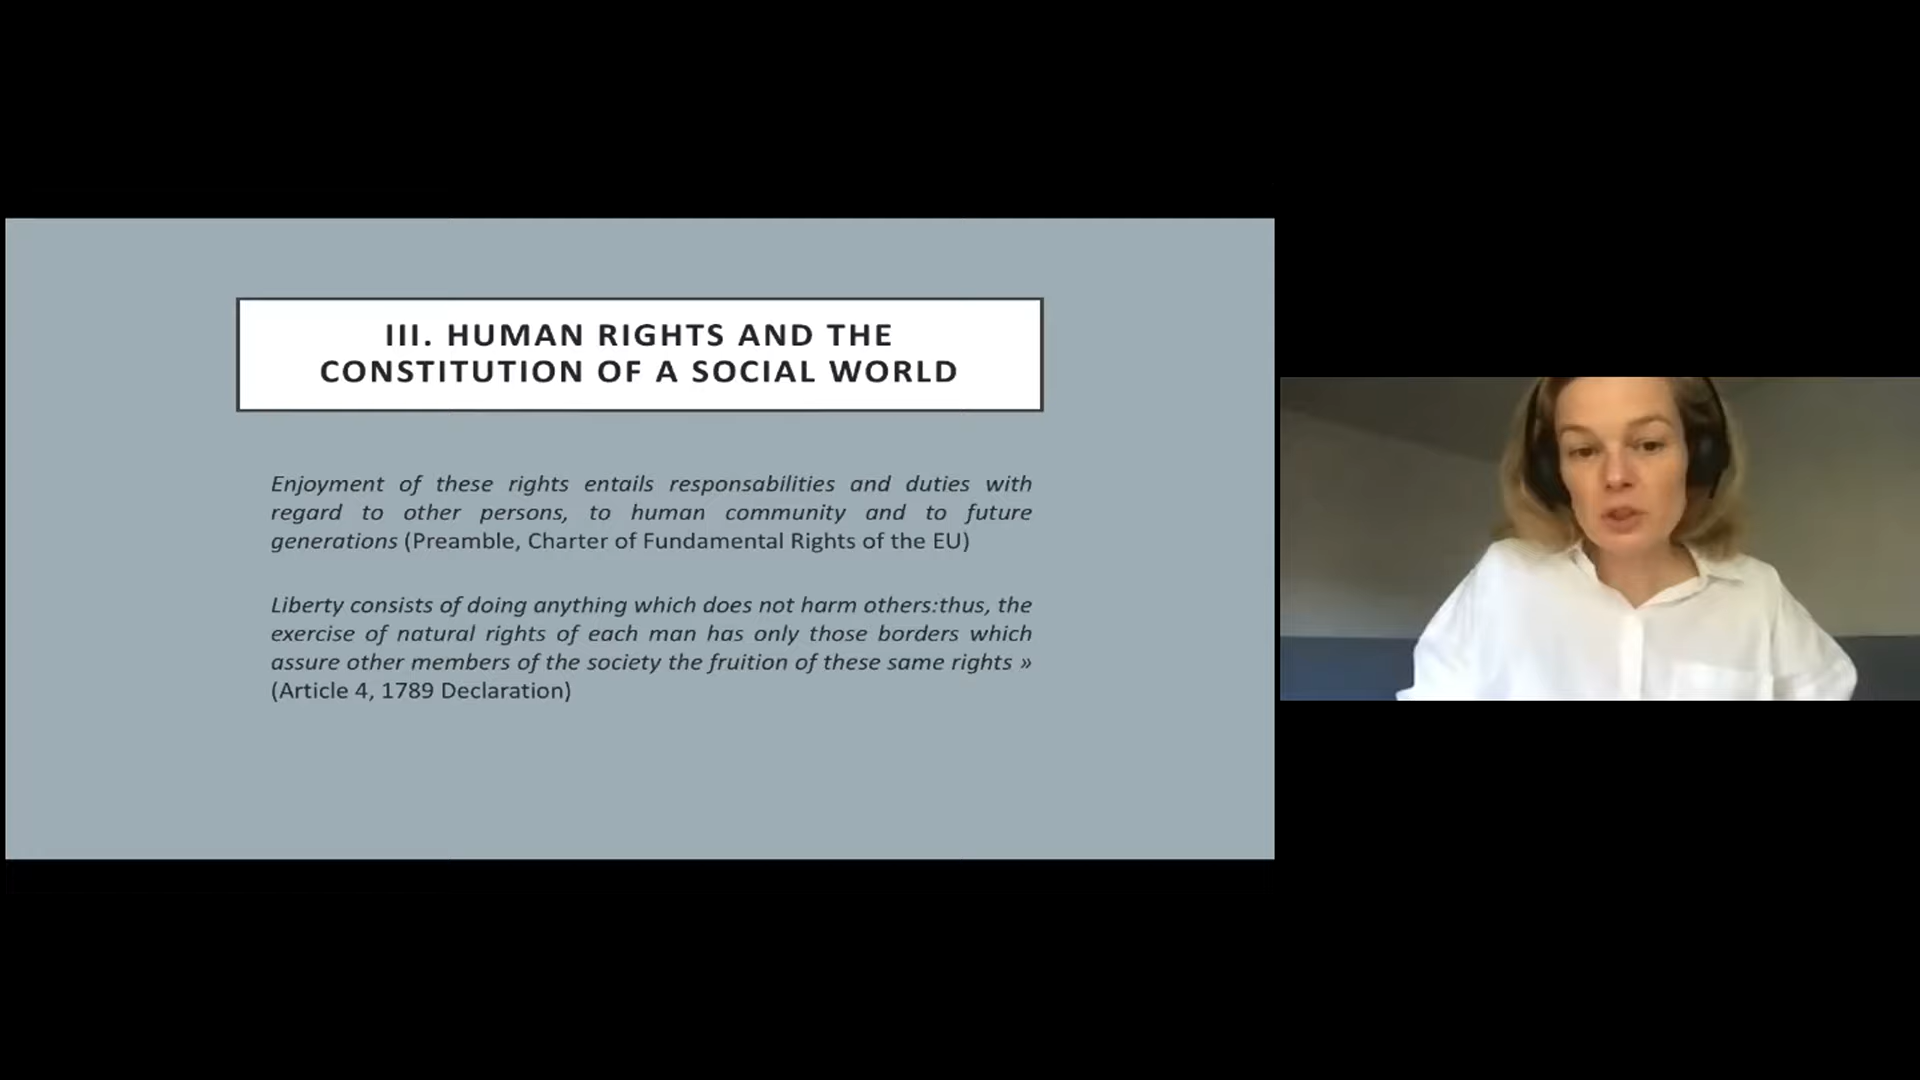 III. HUMAN RIGHTS AND THE
CONSTITUTION OF A SOCIAL WORLD
Enjoyment of these rights entails responsabilities and duties with
regard to other persons, to human community and to future
generations (Preamble, Charter of Fundamental Rights of the EU)
Liberty consists of doing anything which does not harm others:thus, the
exercise of natural rights of each man has only those borders which
assure other members of the society the fruition of these same rights »
(Article 4, 1789 Declaration)